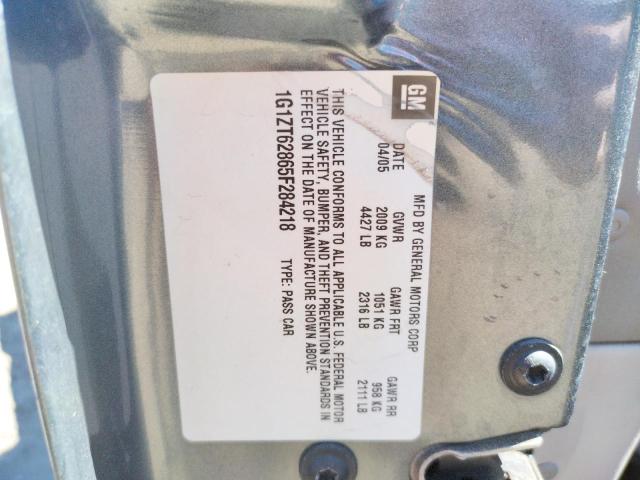 GM
MFD BY GENERAL MOTORS CORP
DATE GVWR GAWR FRT GAWR RR
04/05 2009 KG 1051 KG 958 KG
4427 LB 2316 LB 2111 LB
THIS VEHICLE CONFORMS TO ALL APPLICABLE U.S. FEDERAL MOTOR
VEHICLE SAFETY, BUMPER, AND THEFT PREVENTION STANDARDS IN
EFFECT ON THE DATE OF MANUFACTURE SHOWN ABOVE.
1G1ZT62865F284218 TYPE: PASS CAR